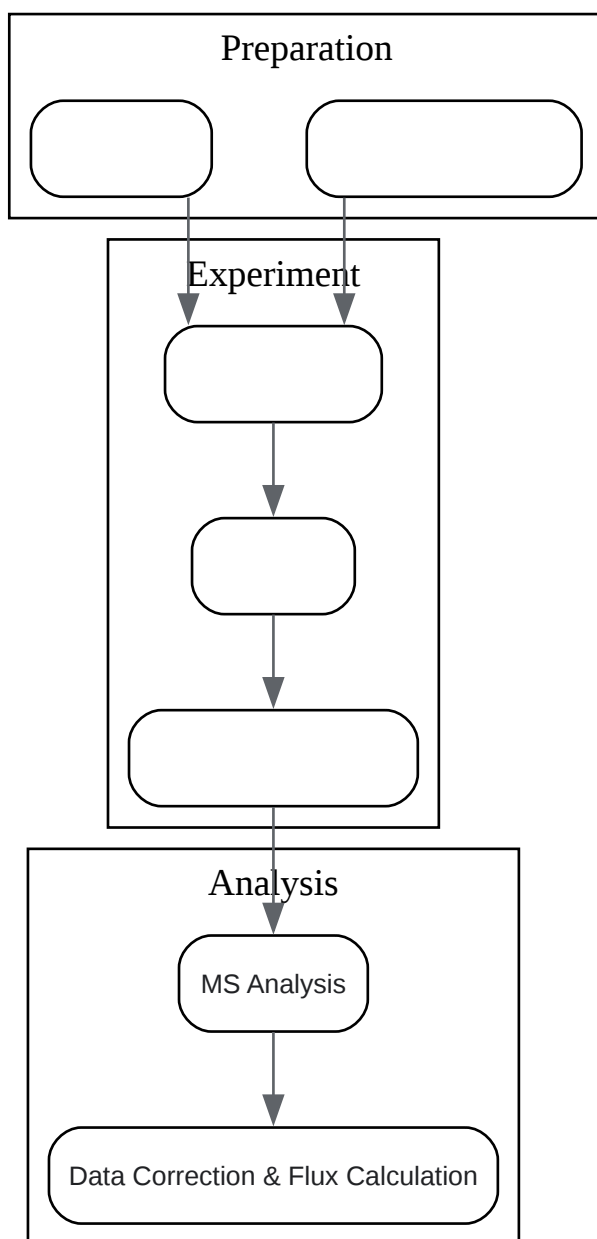 Preparation
Experiment
Analysis
MS Analysis
Data Correction & Flux Calculation